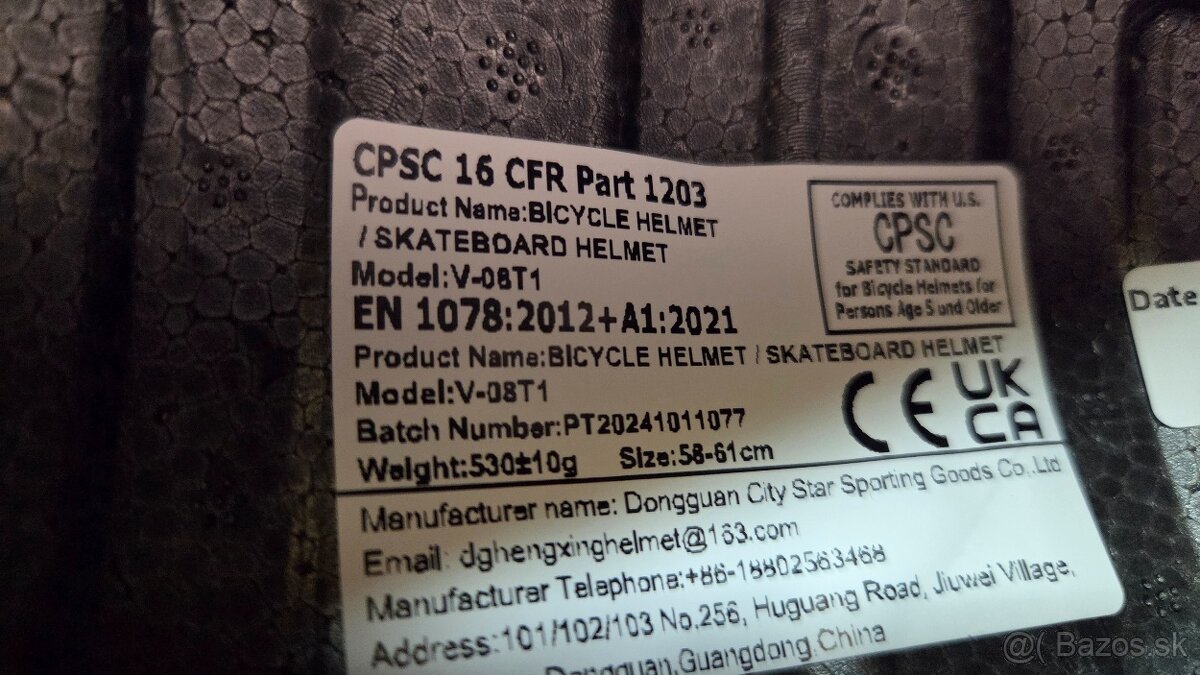 CPSC 16 CFR Part 1203
Product Name:BICYCLE HELMET
/ SKATEBOARD HELMET
Model:V-08T1
EN 1078:2012+A1:2021
Product Name:BICYCLE HELMET / SKATEBOARD HELMET
Model:V-08T1
Batch Number:PT20241011077
Weight:530±10g Size:58-61cm
COMPLIES WITH U.S.
CPSC
SAFETY STANDARD
for Bicycle Helmets for
Persons Age 5 und Older
CE UK
CA
Manufacturer name: Dongguan City Star Sporting Goods Co.,Ltd
Email: dghengxinghelmet@163.com
Manufacturer Telephone:+86-18802563468
Address:101/102/103 No.256, Huguang Road, Jiuwei Village,
Dongguan,Guangdong,China
Date
@( Bazos.sk